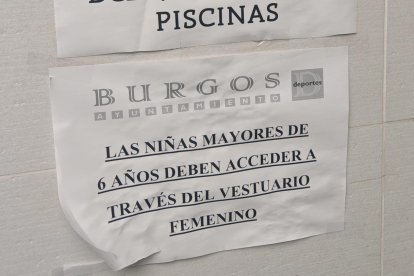 PISCINAS
BURGOS
AYUNTAMIENTO
deportes
LAS NIÑAS MAYORES DE
6 AÑOS DEBEN ACCEDER A
TRAVÉS DEL VESTUARIO
FEMENINO